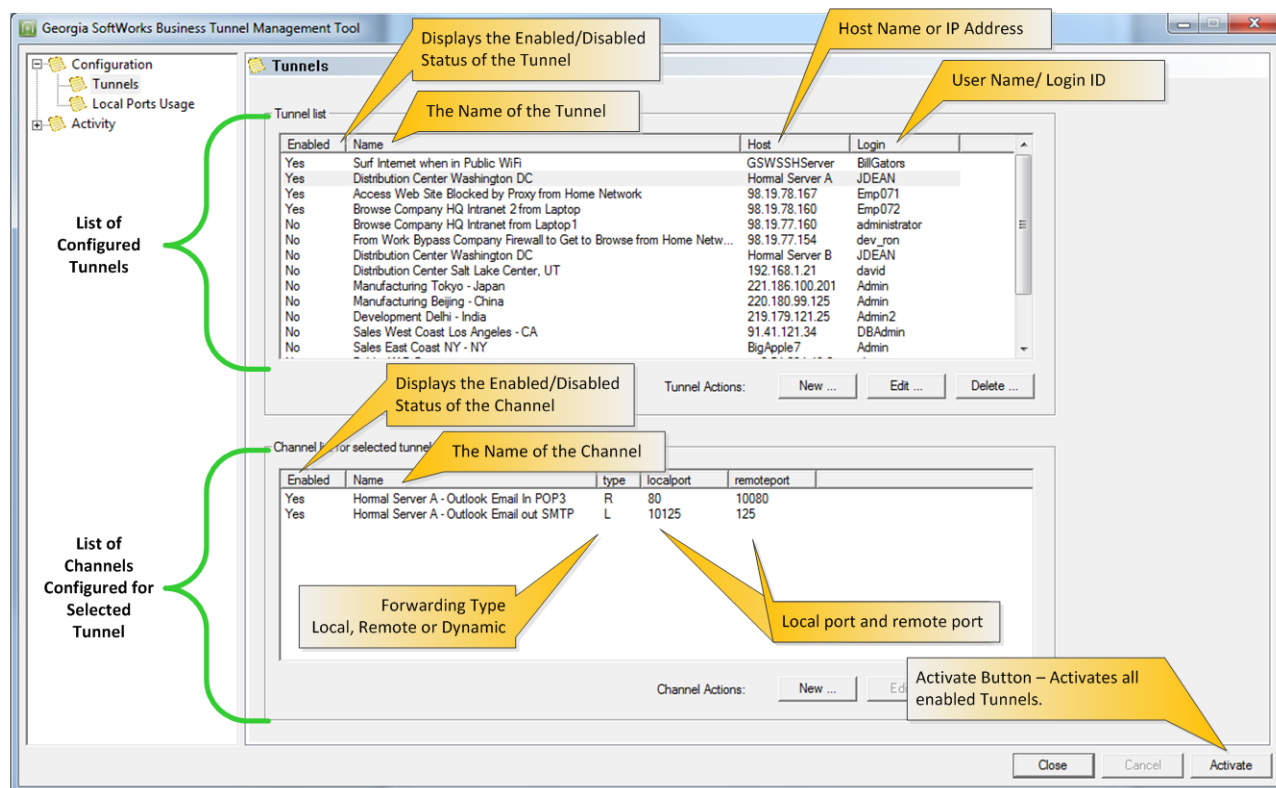 Georgia SoftWorks Business Tunnel Management Tool
Configuration
Tunnels
Local Ports Usage
Activity
Tunnels
Displays the Enabled/Disabled
Status of the Tunnel
Host Name or IP Address
The Name of the Tunnel
User Name/ Login ID
Tunnel list
Enabled Name Host Login
Yes Surf Internet when in Public WiFi GSWSSHServer BillGators
Yes Distribution Center Washington DC Hormal Server A JDEAN
Yes Access Web Site Blocked by Proxy from Home Network 98.19.78.167 Emp071
Yes Browse Company HQ Intranet 2 from Laptop 98.19.78.160 Emp072
No Browse Company HQ Intranet from Laptop1 98.19.77.160 administrator
No From Work Bypass Company Firewall to Get to Browse from Home Netw... 98.19.77.154 dev_ron
No Distribution Center Washington DC Hormal Server B JDEAN
No Distribution Center Salt Lake Center, UT 192.168.1.21 david
No Manufacturing Tokyo - Japan 221.186.100.201 Admin
No Manufacturing Beijing - China 220.180.99.125 Admin
No Development Delhi - India 219.179.121.25 Admin2
No Sales West Coast Los Angeles - CA 91.41.121.34 DBAdmin
No Sales East Coast NY - NY BigApple7 Admin
List of
Configured
Tunnels
Tunnel Actions: New ... Edit ... Delete ...
Displays the Enabled/Disabled
Status of the Channel
The Name of the Channel
Channel list for selected tunnel
Enabled Name type localport remoteport
Yes Hormal Server A - Outlook Email In POP3 R 80 10080
Yes Hormal Server A - Outlook Email out SMTP L 10125 125
List of
Channels
Configured for
Selected
Tunnel
Forwarding Type
Local, Remote or Dynamic
Local port and remote port
Channel Actions: New ... Edi
Activate Button – Activates all
enabled Tunnels.
Close Cancel Activate